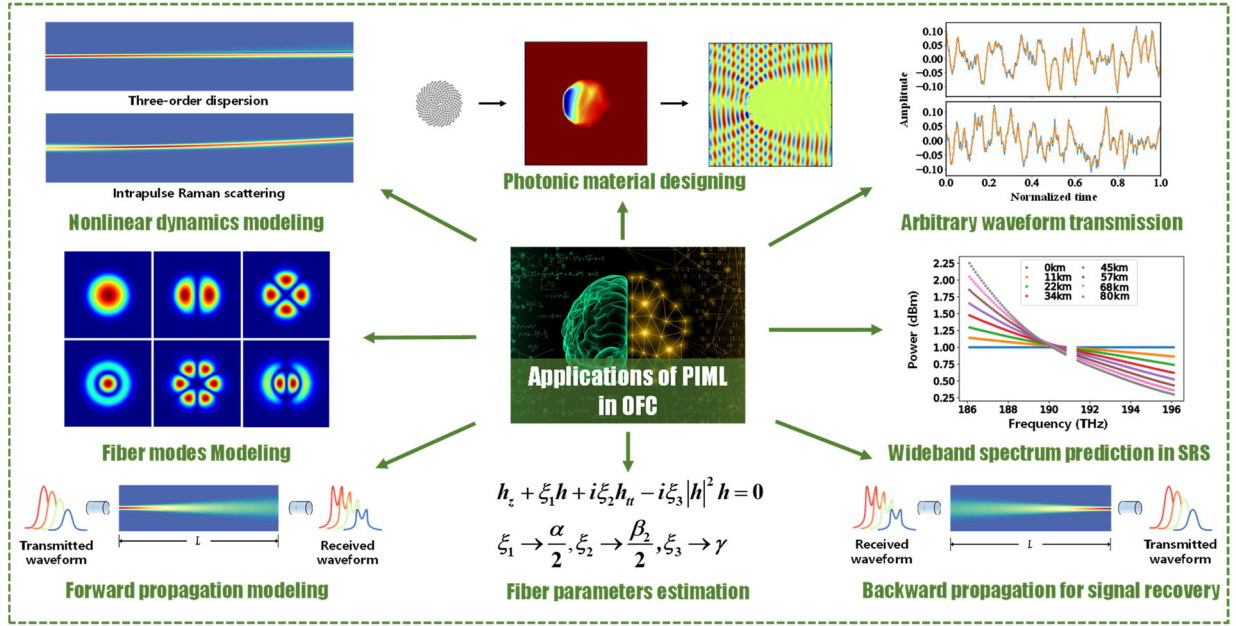 Three-order dispersion
Intrapulse Raman scattering
Nonlinear dynamics modeling
Photonic material designing
Amplitude
0.10
0.05
0.00
−0.05
−0.10
0.10
0.05
0.00
−0.05
−0.10
0.0 0.2 0.4 0.6 0.8 1.0
Normalized time
Arbitrary waveform transmission
Fiber modes Modeling
Applications of PIML
in OFC
Power (dBm)
2.25
2.00
1.75
1.50
1.25
1.00
0.75
0.50
0.25
0km 45km
11km 57km
22km 68km
34km 80km
186 188 190 192 194 196
Frequency (THz)
Wideband spectrum prediction in SRS
Transmitted
waveform
L
Received
waveform
Forward propagation modeling
h_z + ξ_1 h + iξ_2 h_tt − iξ_3 |h|^2 h = 0
ξ_1 → α/2, ξ_2 → β_2/2, ξ_3 → γ
Fiber parameters estimation
Received
waveform
L
Transmitted
waveform
Backward propagation for signal recovery